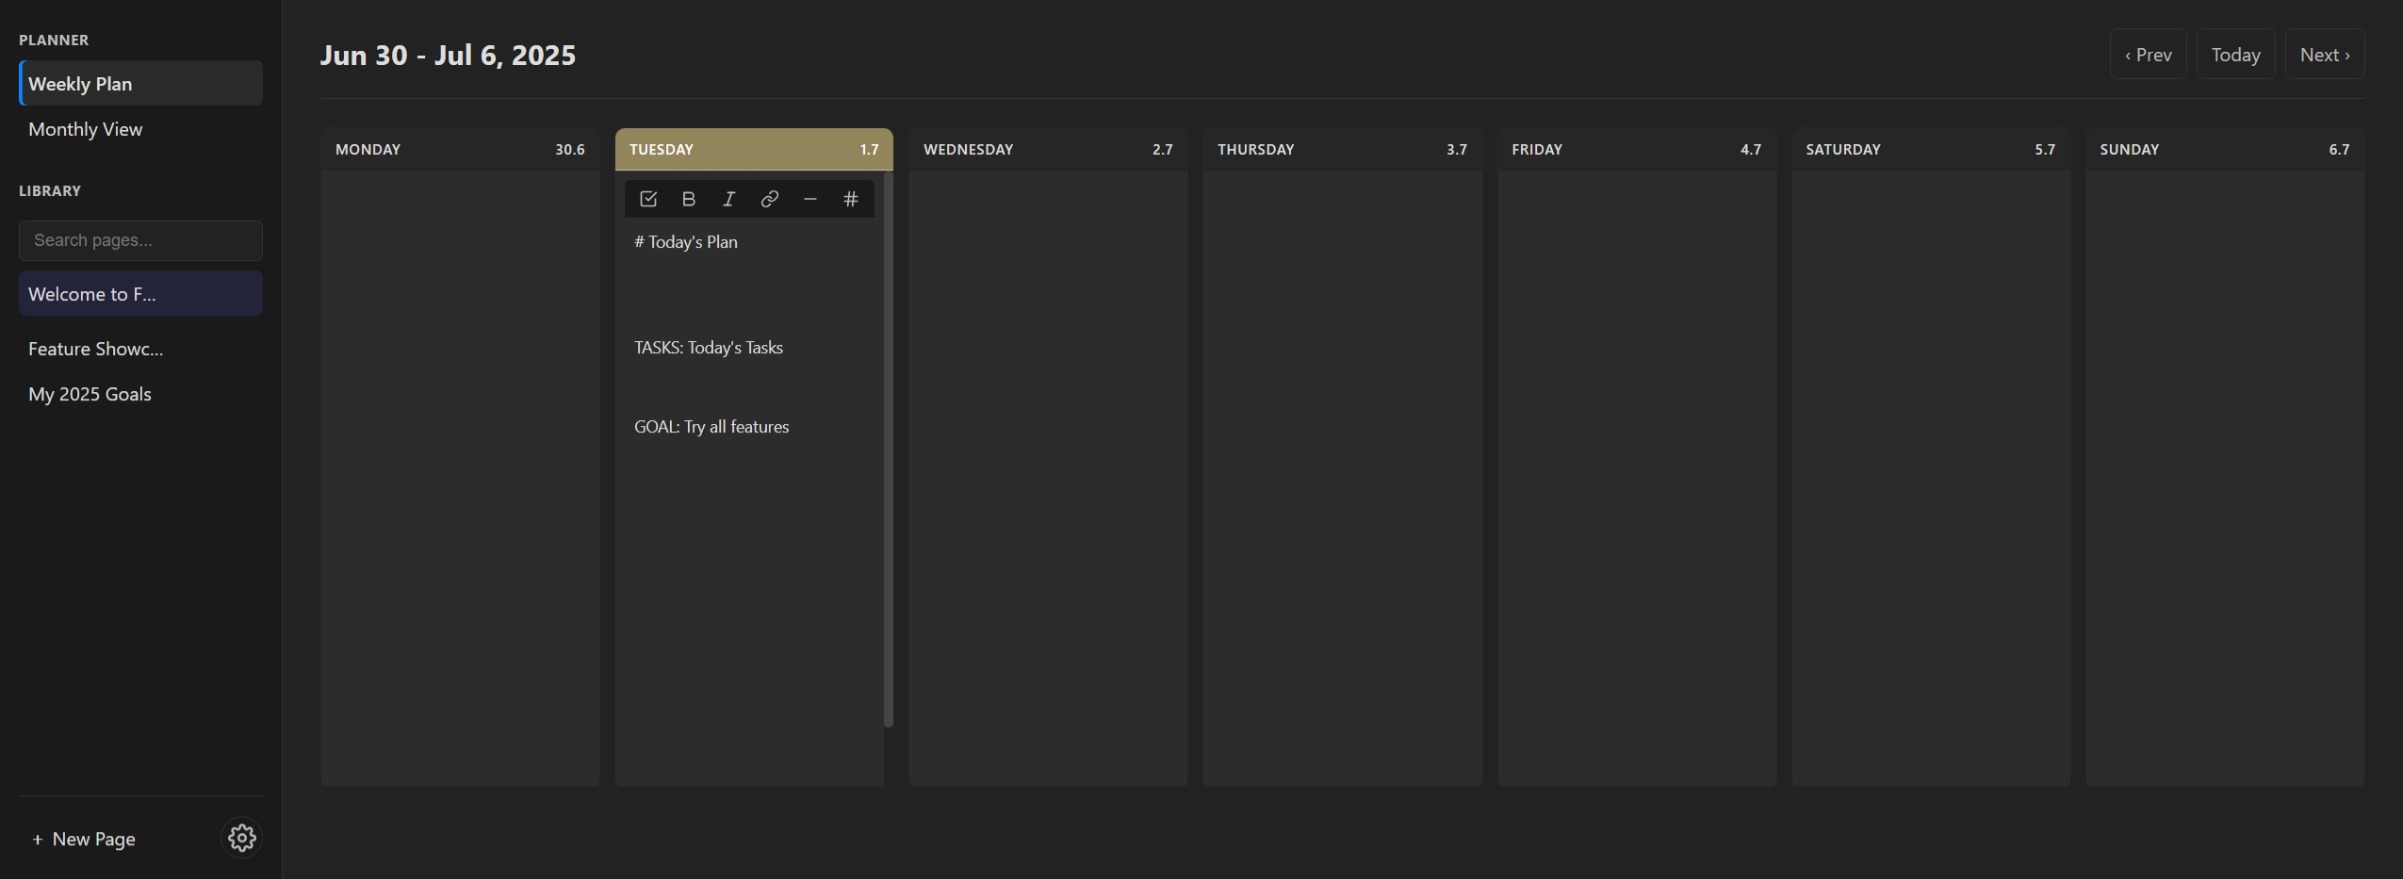 PLANNER
Weekly Plan
Monthly View
LIBRARY
Search pages...
Welcome to F...
Feature Showc...
My 2025 Goals
+ New Page
Jun 30 - Jul 6, 2025
‹ Prev
Today
Next ›
MONDAY 30.6
TUESDAY 1.7
B I #
# Today's Plan
TASKS: Today's Tasks
GOAL: Try all features
WEDNESDAY 2.7
THURSDAY 3.7
FRIDAY 4.7
SATURDAY 5.7
SUNDAY 6.7